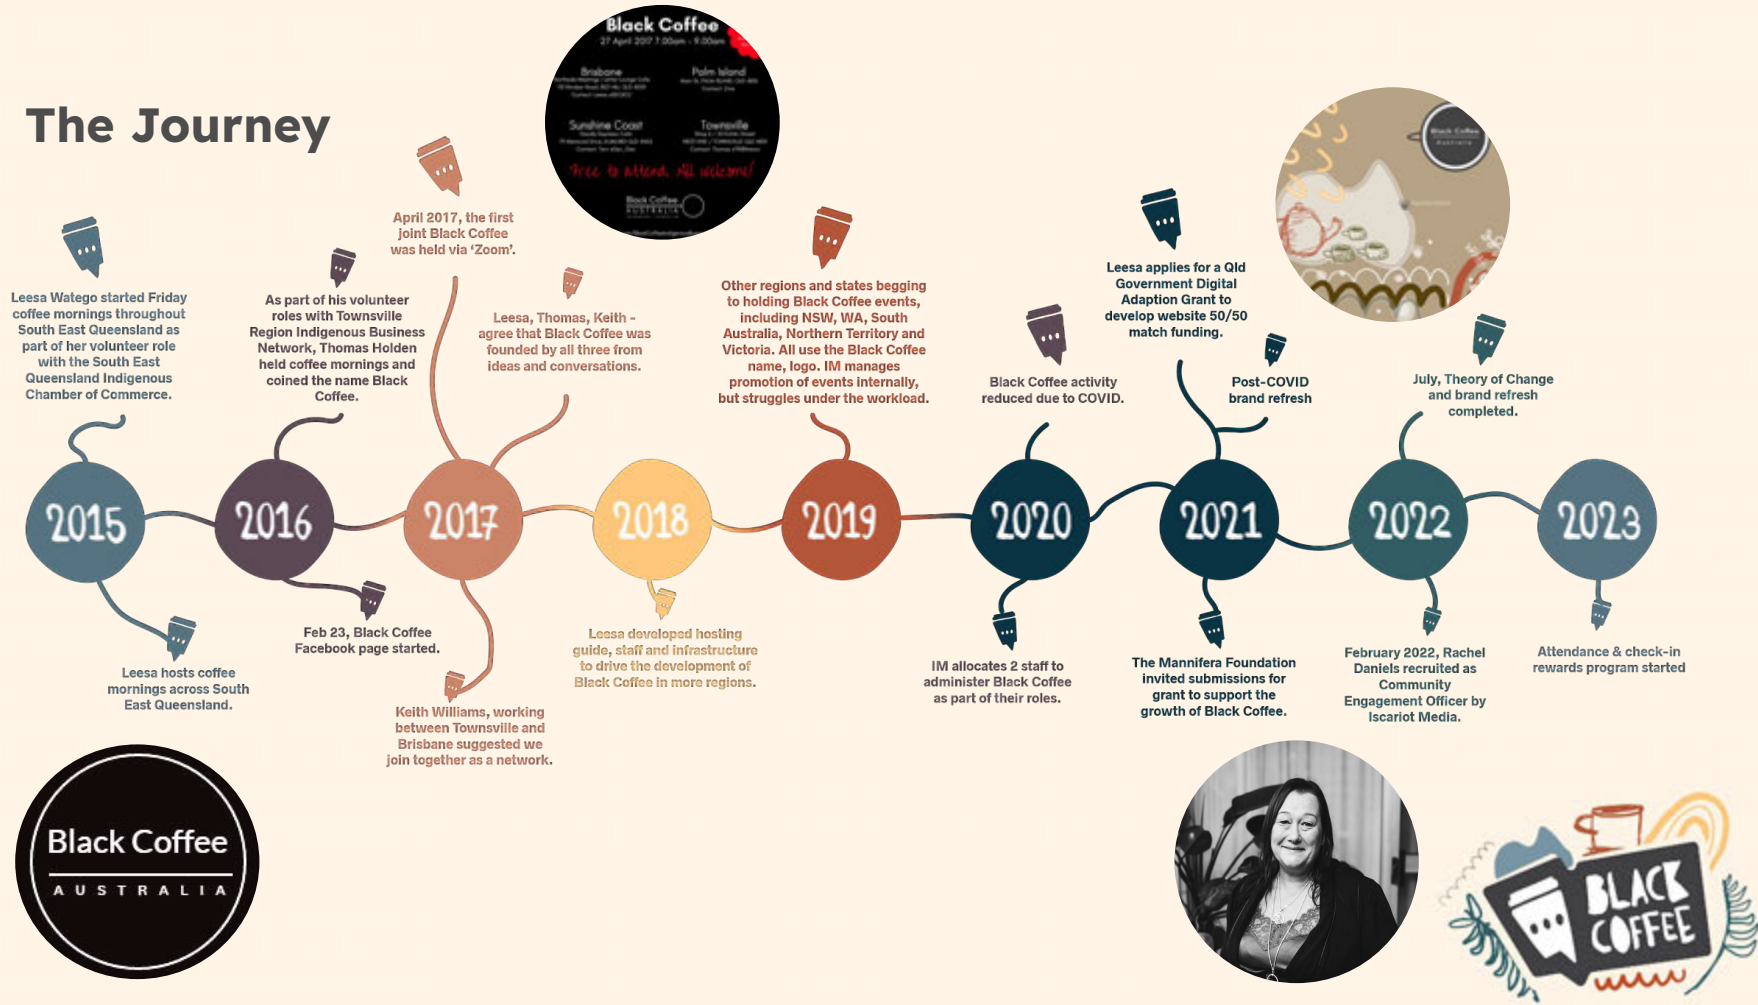 The Journey
Black Coffee
27 April 2017 7.00am - 9.00am
Brisbane
Palm Island
Sunshine Coast
Townsville
Free to attend, All welcome!
Black Coffee
AUSTRALIA
Black Coffee
Leesa Watego started Friday
coffee mornings throughout
South East Queensland as
part of her volunteer role
with the South East
Queensland Indigenous
Chamber of Commerce.
As part of his volunteer
roles with Townsville
Region Indigenous Business
Network, Thomas Holden
held coffee mornings and
coined the name Black
Coffee.
April 2017, the first
joint Black Coffee
was held via ‘Zoom’.
Leesa, Thomas, Keith -
agree that Black Coffee was
founded by all three from
ideas and conversations.
Other regions and states begging
to holding Black Coffee events,
including NSW, WA, South
Australia, Northern Territory and
Victoria. All use the Black Coffee
name, logo. IM manages
promotion of events internally,
but struggles under the workload.
Black Coffee activity
reduced due to COVID.
Leesa applies for a Qld
Government Digital
Adaption Grant to
develop website 50/50
match funding.
Post-COVID
brand refresh
July, Theory of Change
and brand refresh
completed.
2015
2016
2017
2018
2019
2020
2021
2022
2023
Leesa hosts coffee
mornings across South
East Queensland.
Feb 23, Black Coffee
Facebook page started.
Keith Williams, working
between Townsville and
Brisbane suggested we
join together as a network.
Leesa developed hosting
guide, staff and infrastructure
to drive the development of
Black Coffee in more regions.
IM allocates 2 staff to
administer Black Coffee
as part of their roles.
The Mannifera Foundation
invited submissions for
grant to support the
growth of Black Coffee.
February 2022, Rachel
Daniels recruited as
Community
Engagement Officer by
Iscariot Media.
Attendance & check-in
rewards program started
Black Coffee
AUSTRALIA
BLACK
COFFEE